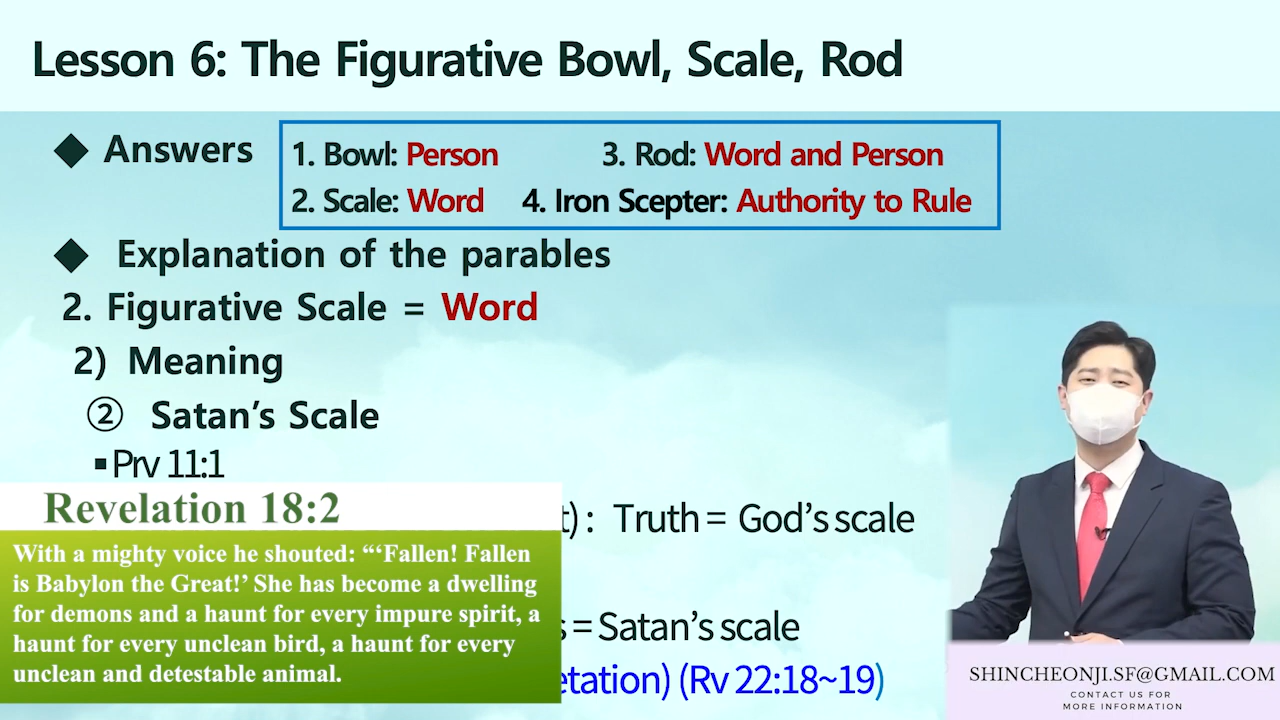 Lesson 6: The Figurative Bowl, Scale, Rod
◆ Answers
1. Bowl: Person 3. Rod: Word and Person
2. Scale: Word 4. Iron Scepter: Authority to Rule
◆ Explanation of the parables
2. Figurative Scale = Word
2) Meaning
② Satan’s Scale
▪Prv 11:1
t) : Truth = God’s scale
s = Satan’s scale
etation) (Rv 22:18~19)
Revelation 18:2
With a mighty voice he shouted: “‘Fallen! Fallen
is Babylon the Great!’ She has become a dwelling
for demons and a haunt for every impure spirit, a
haunt for every unclean bird, a haunt for every
unclean and detestable animal.
SHINCHEONJI.SF@GMAIL.COM
CONTACT US FOR
MORE INFORMATION